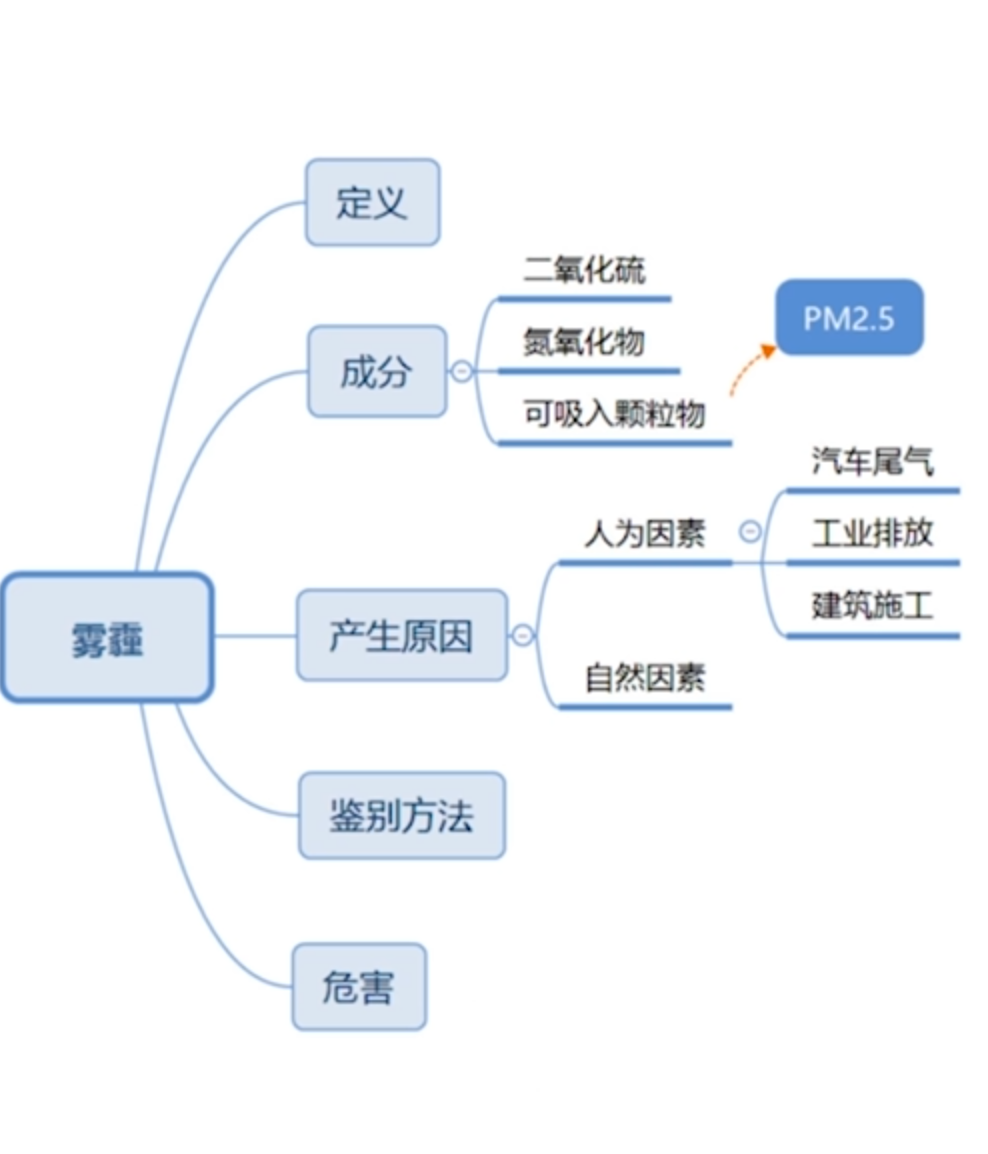 定义
二氧化硫
PM2.5
氮氧化物
成分
可吸入颗粒物
汽车尾气
人为因素
工业排放
建筑施工
雾霾
产生原因
自然因素
鉴别方法
危害